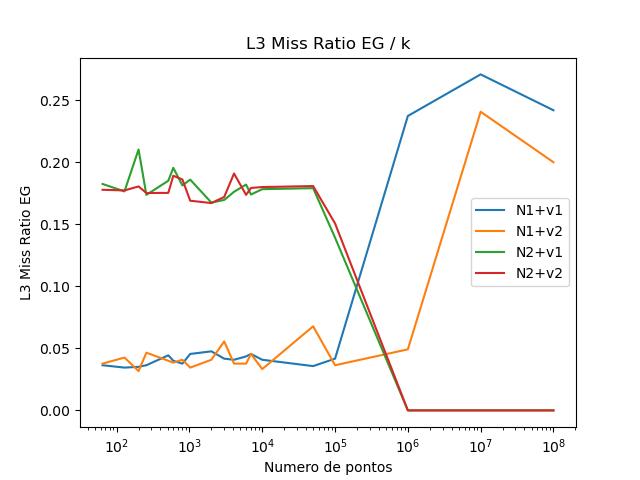 L3 Miss Ratio EG / k
L3 Miss Ratio EG
0.25
0.20
0.15
0.10
0.05
0.00
N1+v1
N1+v2
N2+v1
N2+v2
10² 10³ 10⁴ 10⁵ 10⁶ 10⁷ 10⁸
Numero de pontos